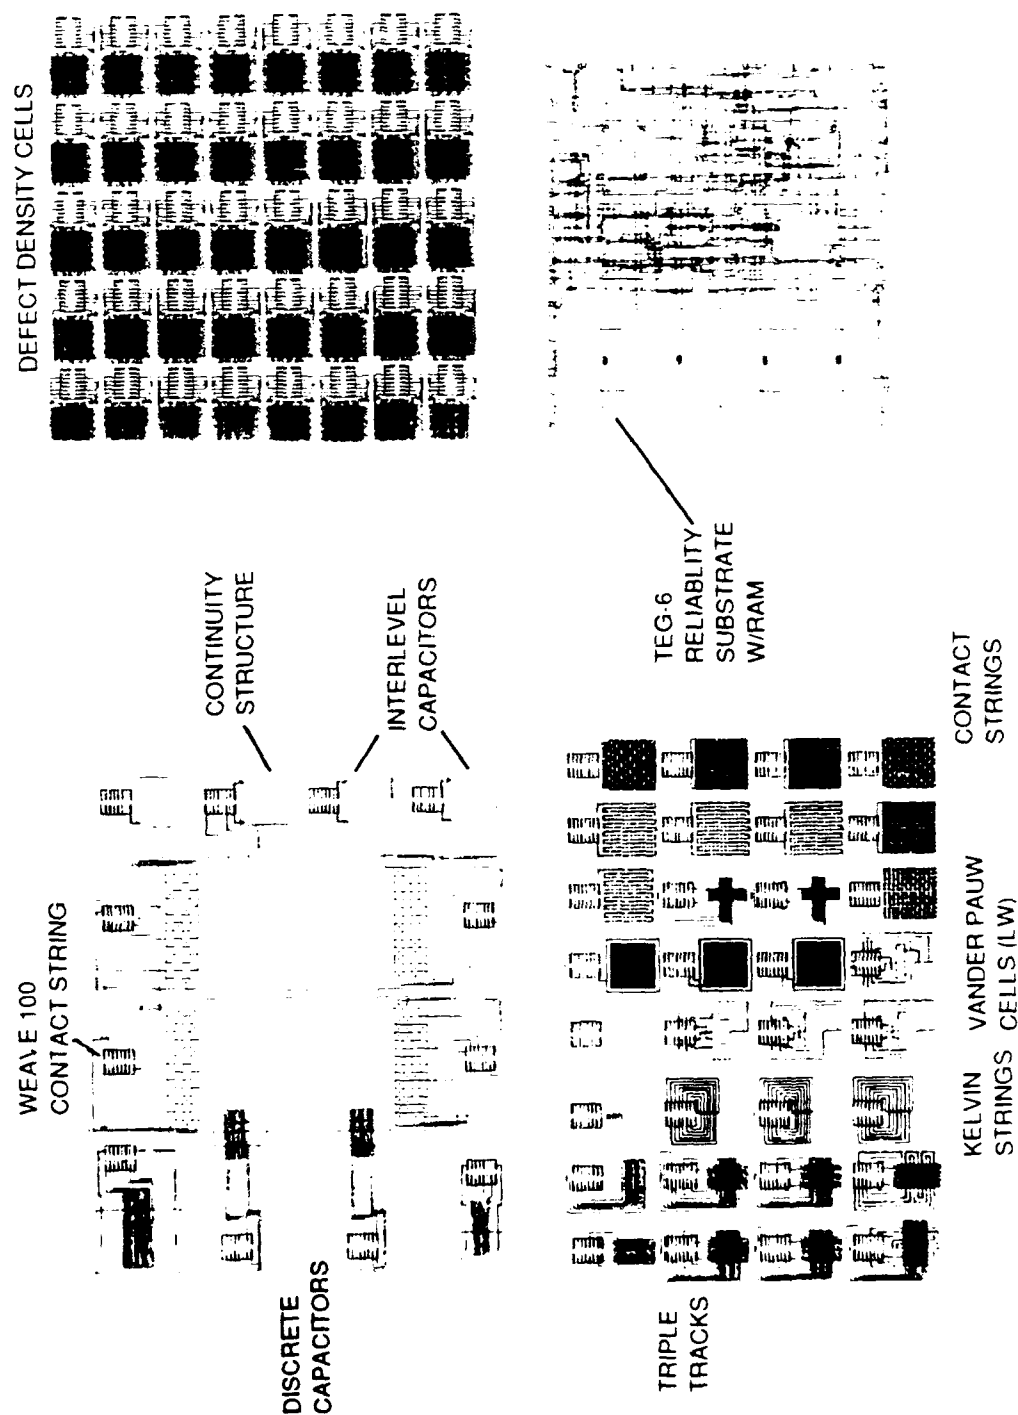 WEAVE 100
CONTACT STRING
DEFECT DENSITY CELLS
DISCRETE
CAPACITORS
CONTINUITY
STRUCTURE
INTERLEVEL
CAPACITORS
TRIPLE
TRACKS
TEG-6
RELIABLITY
SUBSTRATE
W/RAM
KELVIN
STRINGS
VANDER PAUW
CELLS (LW)
CONTACT
STRINGS